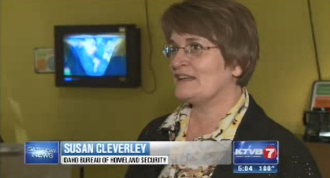 SUSAN CLEVERLEY
NEWS
IDAHO BUREAU OF HOMELAND SECURITY
KTVB 7
5:04